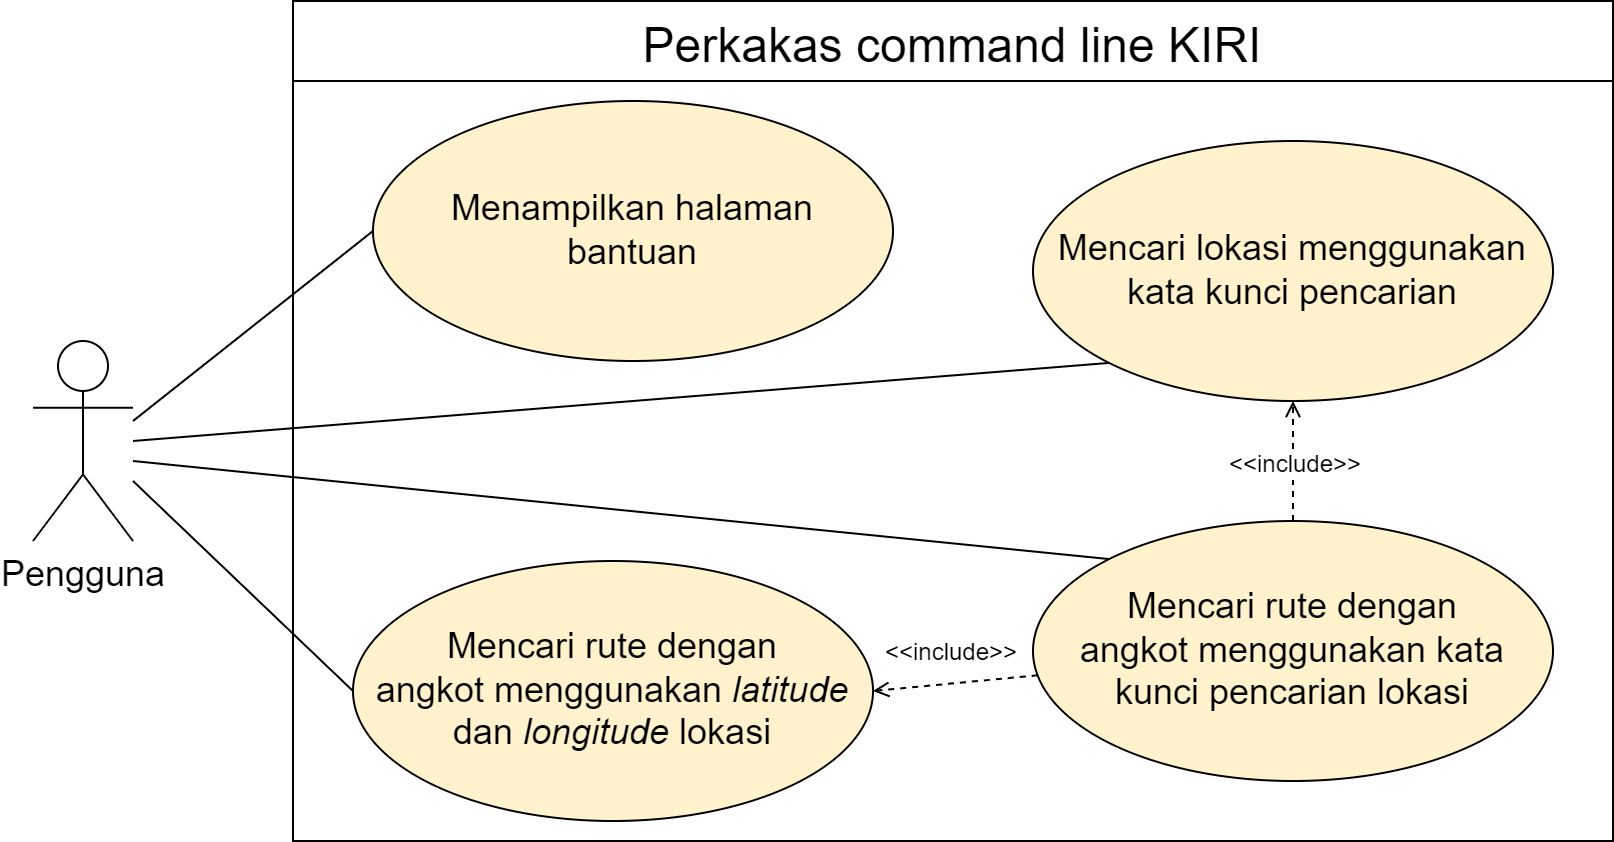 Perkakas command line KIRI
Menampilkan halaman
bantuan
Mencari lokasi menggunakan
kata kunci pencarian
<<include>>
Pengguna
Mencari rute dengan
angkot menggunakan latitude
dan longitude lokasi
<<include>>
Mencari rute dengan
angkot menggunakan kata
kunci pencarian lokasi